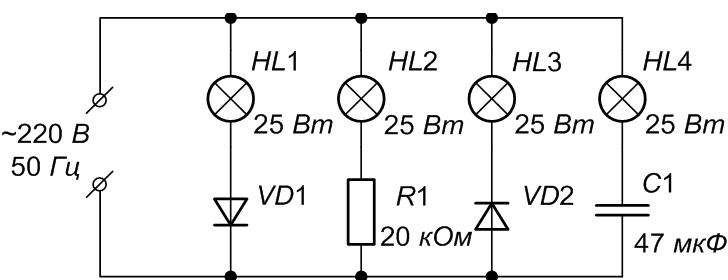 HL1
HL2
HL3
HL4
25 Вт
25 Вт
25 Вт
25 Вт
~220 В
50 Гц
VD1
R1
20 кОм
VD2
C1
47 мкФ